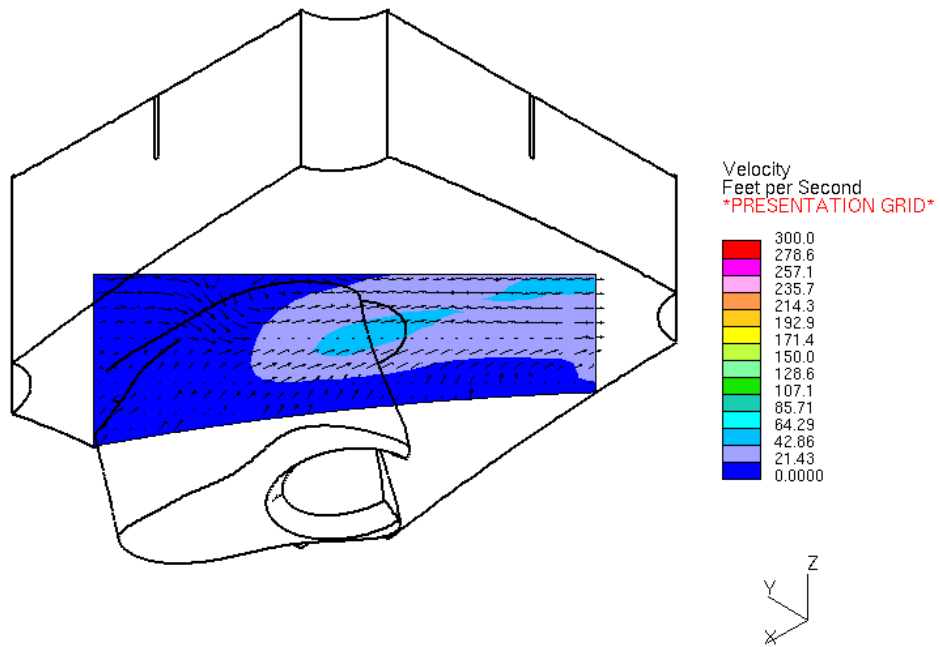 Velocity
Feet per Second
*PRESENTATION GRID*
300.0
278.6
257.1
235.7
214.3
192.9
171.4
150.0
128.6
107.1
85.71
64.29
42.86
21.43
0.0000
Z
Y
X